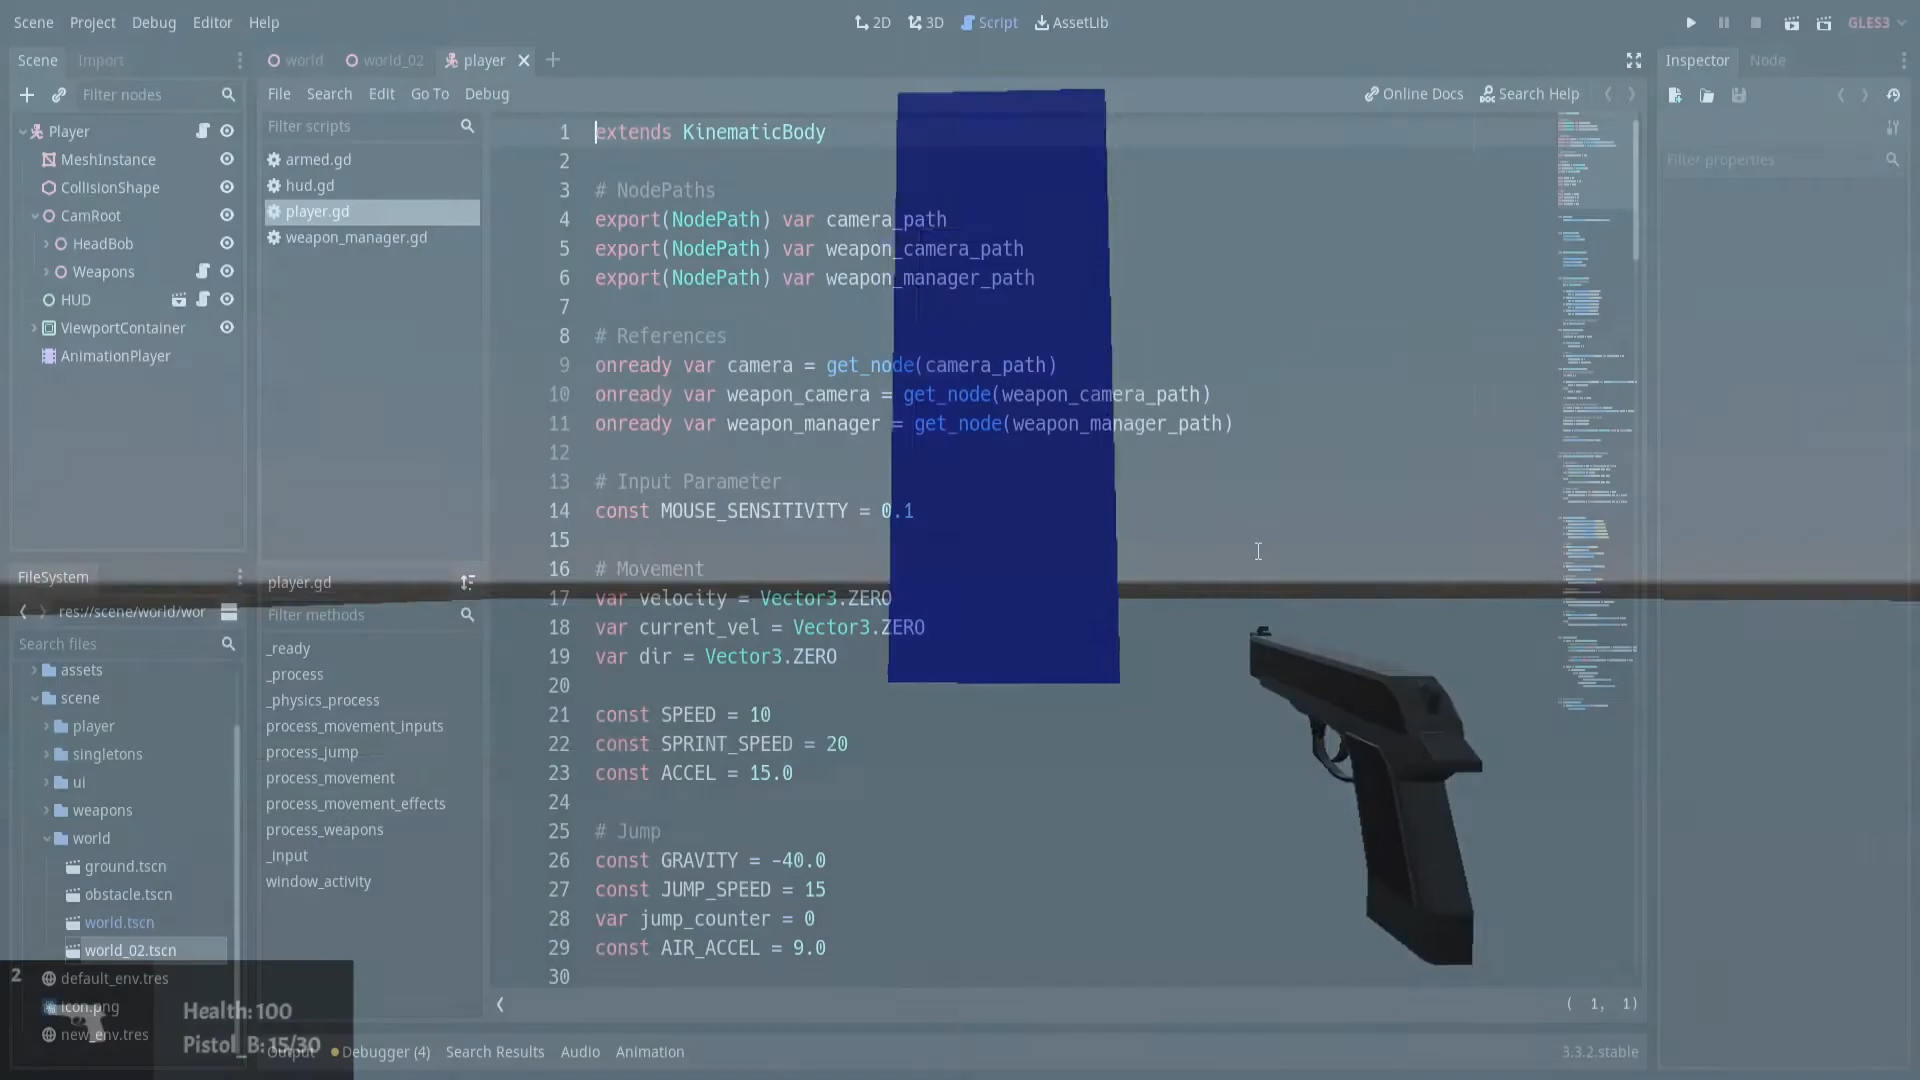 Scene Project Debug Editor Help
2D 3D Script AssetLib
GLES3
Scene Import
world world_02 player
Inspector Node
Filter nodes
File Search Edit Go To Debug
Online Docs Search Help
Player
MeshInstance
CollisionShape
CamRoot
HeadBob
Weapons
HUD
ViewportContainer
AnimationPlayer
Filter scripts
armed.gd
hud.gd
player.gd
weapon_manager.gd
Filter properties
1 extends KinematicBody
2
3 # NodePaths
4 export(NodePath) var camera_path
5 export(NodePath) var weapon_camera_path
6 export(NodePath) var weapon_manager_path
7
8 # References
9 onready var camera = get_node(camera_path)
10 onready var weapon_camera = get_node(weapon_camera_path)
11 onready var weapon_manager = get_node(weapon_manager_path)
12
13 # Input Parameter
14 const MOUSE_SENSITIVITY = 0.1
15
16 # Movement
17 var velocity = Vector3.ZERO
18 var current_vel = Vector3.ZERO
19 var dir = Vector3.ZERO
20
21 const SPEED = 10
22 const SPRINT_SPEED = 20
23 const ACCEL = 15.0
24
25 # Jump
26 const GRAVITY = -40.0
27 const JUMP_SPEED = 15
28 var jump_counter = 0
29 const AIR_ACCEL = 9.0
30
FileSystem
res://scene/world/wor
Search files
assets
scene
player
singletons
ui
weapons
world
ground.tscn
obstacle.tscn
world.tscn
world_02.tscn
default_env.tres
icon.png
new_env.tres
player.gd
Filter methods
_ready
_process
_physics_process
process_movement_inputs
process_jump
process_movement
process_movement_effects
process_weapons
_input
window_activity
2
Health: 100
Pistol_B: 15/30
( 1, 1)
Output Debugger (4) Search Results Audio Animation
3.3.2.stable